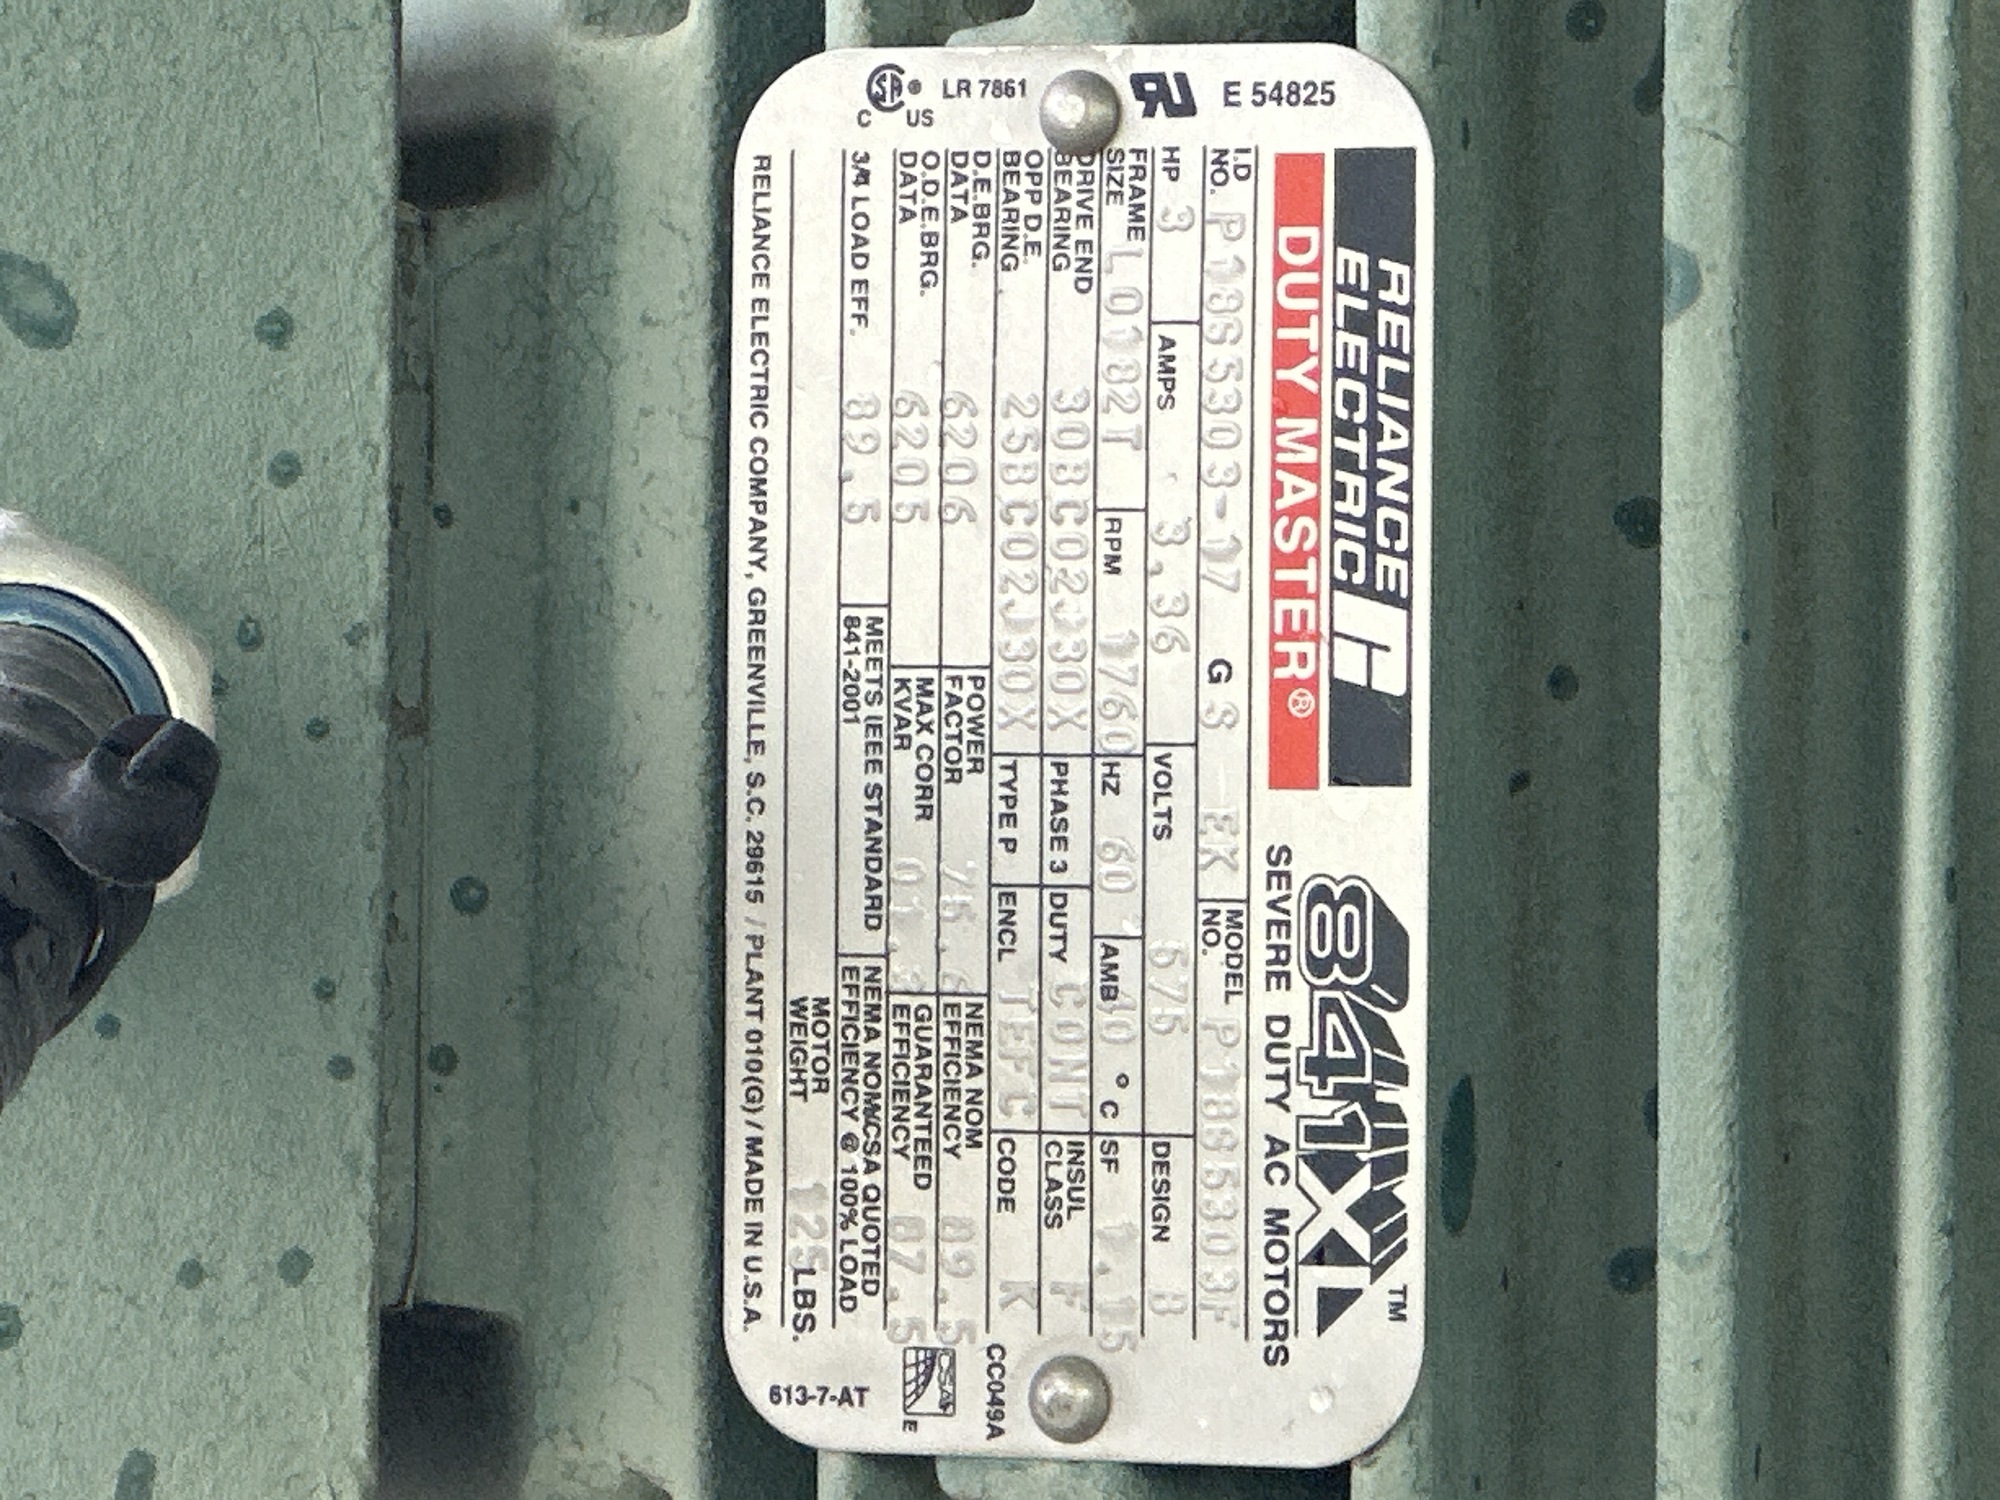 LR 7861
E 54825
C US
RELIANCE
ELECTRIC
DUTY MASTER®
841XL™
SEVERE DUTY AC MOTORS
I.D. NO. P1865303-17 G S EK MODEL NO. P1886530 3F
HP 3 AMPS 3.36 VOLTS 575 DESIGN B
FRAME SIZE L0182T RPM 1760 HZ 60 AMB 40 °C SF 1.15
DRIVE END BEARING 30BC02J30X PHASE 3 DUTY CONT INSUL CLASS F
OPP D.E. BEARING 25BC02J30X TYPE P ENCL TEFC CODE K
D.E.BRG. DATA 6206 POWER FACTOR NEMA NOM EFFICIENCY 89.5
O.D.E.BRG. DATA 6205 MAX CORR KVAR GUARANTEED EFFICIENCY 87.5
3/4 LOAD EFF. 89.5 MEETS IEEE STANDARD 841-2001 NEMA NOM/CSA QUOTED EFFICIENCY @ 100% LOAD
MOTOR WEIGHT 125 LBS.
RELIANCE ELECTRIC COMPANY, GREENVILLE, S.C. 29615 / PLANT 010(G) / MADE IN U.S.A.
CC049A
CSA
E
613-7-AT